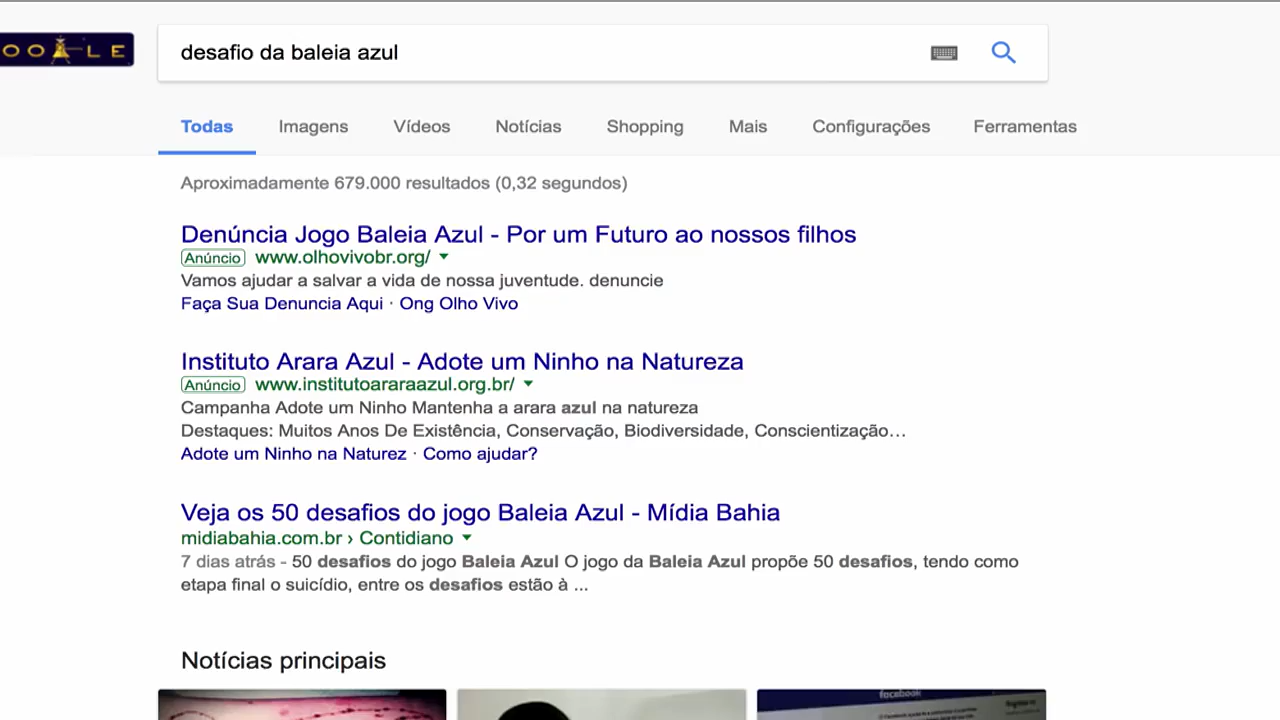 OO LE
desafio da baleia azul
Todas Imagens Vídeos Notícias Shopping Mais Configurações Ferramentas
Aproximadamente 679.000 resultados (0,32 segundos)
Denúncia Jogo Baleia Azul - Por um Futuro ao nossos filhos
Anúncio www.olhovivobr.org/
Vamos ajudar a salvar a vida de nossa juventude. denuncie
Faça Sua Denuncia Aqui · Ong Olho Vivo
Instituto Arara Azul - Adote um Ninho na Natureza
Anúncio www.institutoararaazul.org.br/
Campanha Adote um Ninho Mantenha a arara azul na natureza
Destaques: Muitos Anos De Existência, Conservação, Biodiversidade, Conscientização…
Adote um Ninho na Naturez · Como ajudar?
Veja os 50 desafios do jogo Baleia Azul - Mídia Bahia
midiabahia.com.br › Contidiano
7 dias atrás - 50 desafios do jogo Baleia Azul O jogo da Baleia Azul propõe 50 desafios, tendo como
etapa final o suicídio, entre os desafios estão à ...
Notícias principais
facebook